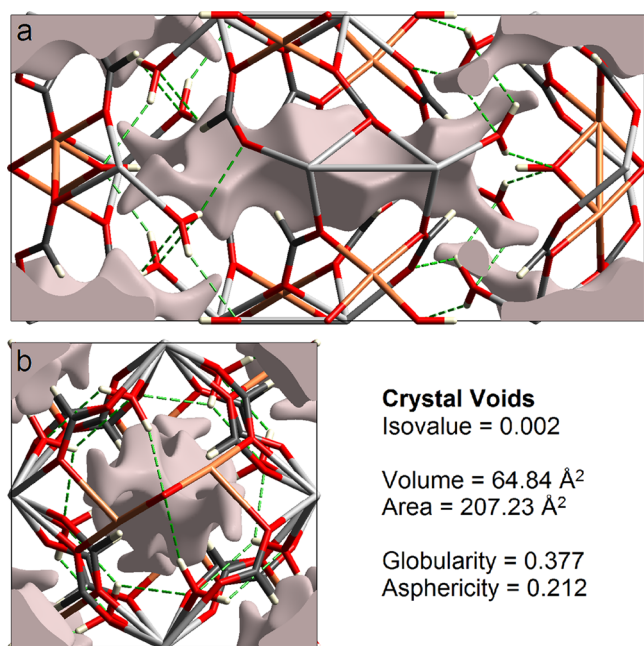 a
b
Crystal Voids
Isovalue = 0.002
Volume = 64.84 Å²
Area = 207.23 Å²
Globularity = 0.377
Asphericity = 0.212